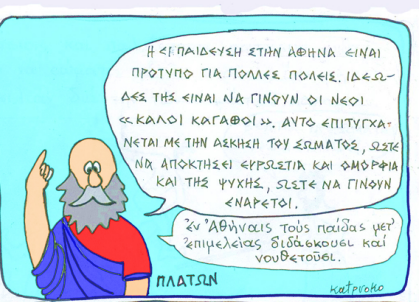 Η ΕΚΠΑΙΔΕΥΣΗ ΣΤΗΝ ΑΘΗΝΑ ΕΙΝΑΙ
ΠΡΟΤΥΠΟ ΓΙΑ ΠΟΛΛΕΣ ΠΟΛΕΙΣ. ΙΔΕΩ-
ΔΕΣ ΤΗΣ ΕΙΝΑΙ ΝΑ ΓΙΝΟΥΝ ΟΙ ΝΕΟΙ
«ΚΑΛΟΙ ΚΑΓΑΘΟΙ». ΑΥΤΟ ΕΠΙΤΥΓΧΑ-
ΝΕΤΑΙ ΜΕ ΤΗΝ ΑΣΚΗΣΗ ΤΟΥ ΣΩΜΑΤΟΣ, ΩΣΤΕ
ΝΑ ΑΠΟΚΤΗΣΕΙ ΕΥΡΩΣΤΙΑ ΚΑΙ ΟΜΟΡΦΙΑ
ΚΑΙ ΤΗΣ ΨΥΧΗΣ, ΩΣΤΕ ΝΑ ΓΙΝΟΥΝ
ΕΝΑΡΕΤΟΙ.
Ἐν Ἀθήναις τούς παῖδας μετ'
ἐπιμελείας διδάσκουσι καί
νουθετοῦσι.
ΠΛΑΤΩΝ
κατρυοκο